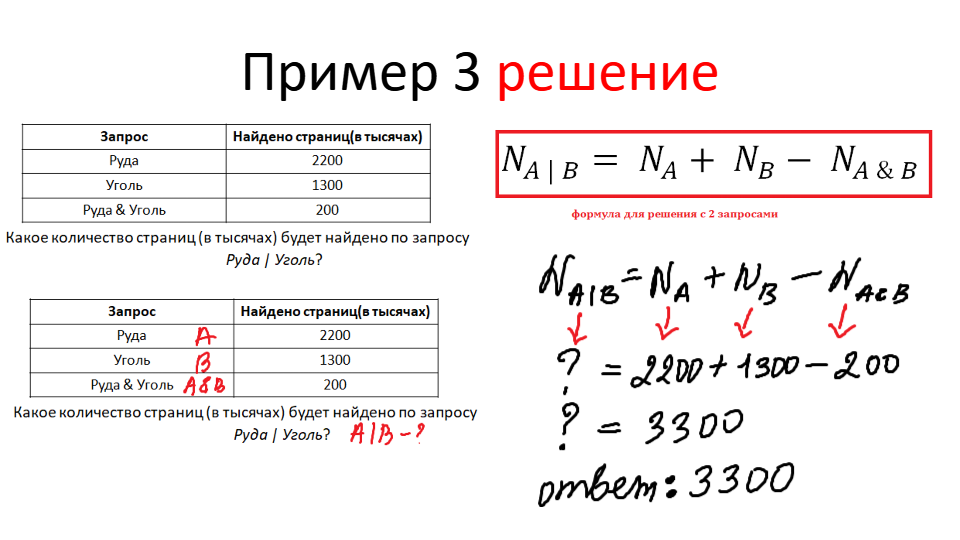 Пример 3 решение
Запрос Найдено страниц(в тысячах)
Руда 2200
Уголь 1300
Руда & Уголь 200
Какое количество страниц (в тысячах) будет найдено по запросу
Руда | Уголь?
Запрос Найдено страниц(в тысячах)
Руда A 2200
Уголь B 1300
Руда & Уголь A&B 200
Какое количество страниц (в тысячах) будет найдено по запросу
Руда | Уголь? A|B-?
N_{A | B} = N_A + N_B − N_{A & B}
формула для решения с 2 запросами
N_{A|B} = N_A + N_B − N_{A&B}
? = 2200 + 1300 − 200
? = 3300
ответ: 3300